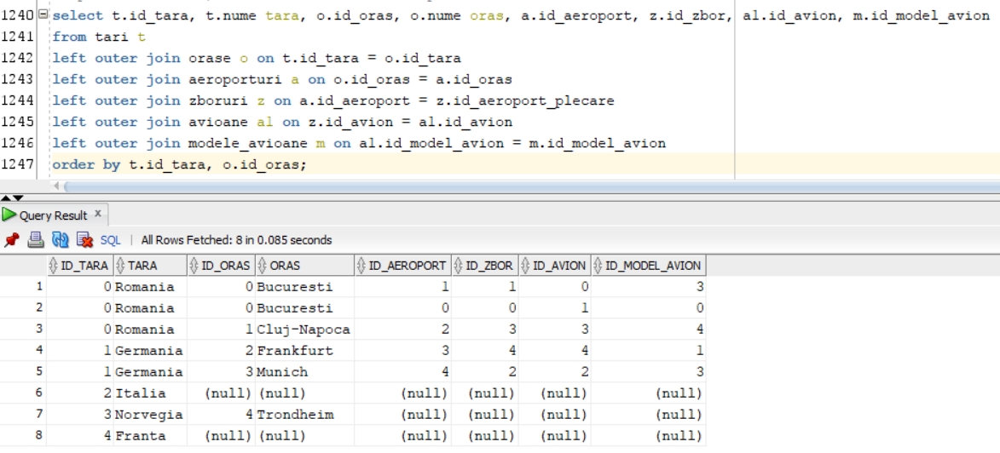 1240 select t.id_tara, t.nume tara, o.id_oras, o.nume oras, a.id_aeroport, z.id_zbor, al.id_avion, m.id_model_avion
1241 from tari t
1242 left outer join orase o on t.id_tara = o.id_tara
1243 left outer join aeroporturi a on o.id_oras = a.id_oras
1244 left outer join zboruri z on a.id_aeroport = z.id_aeroport_plecare
1245 left outer join avioane al on z.id_avion = al.id_avion
1246 left outer join modele_avioane m on al.id_model_avion = m.id_model_avion
1247 order by t.id_tara, o.id_oras;
Query Result x
SQL | All Rows Fetched: 8 in 0.085 seconds
ID_TARA TARA ID_ORAS ORAS ID_AEROPORT ID_ZBOR ID_AVION ID_MODEL_AVION
1 0 Romania 0 Bucuresti 1 1 0 3
2 0 Romania 0 Bucuresti 0 0 1 0
3 0 Romania 1 Cluj-Napoca 2 3 3 4
4 1 Germania 2 Frankfurt 3 4 4 1
5 1 Germania 3 Munich 4 2 2 3
6 2 Italia (null) (null) (null) (null) (null) (null)
7 3 Norvegia 4 Trondheim (null) (null) (null) (null)
8 4 Franta (null) (null) (null) (null) (null) (null)